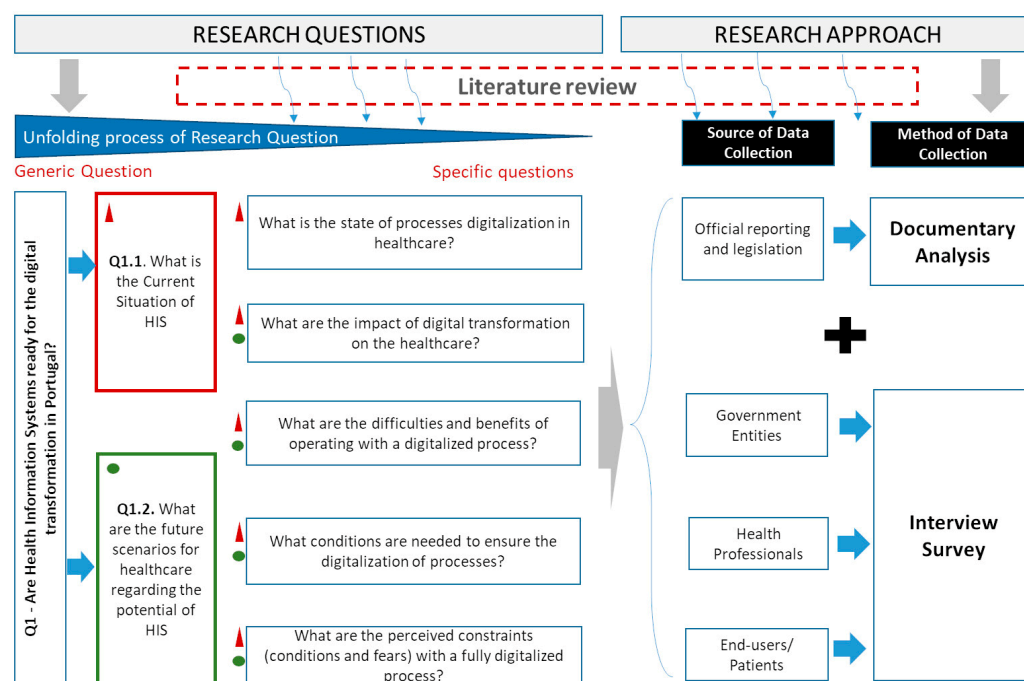 RESEARCH QUESTIONS
RESEARCH APPROACH
Literature review
Unfolding process of Research Question
Source of Data
Collection
Method of Data
Collection
Generic Question
Specific questions
Q1 - Are Health Information Systems ready for the digital
transformation in Portugal?
Q1.1. What is
the Current
Situation of
HIS
Q1.2. What
are the future
scenarios for
healthcare
regarding the
potential of
HIS
What is the state of processes digitalization in
healthcare?
What are the impact of digital transformation
on the healthcare?
What are the difficulties and benefits of
operating with a digitalized process?
What conditions are needed to ensure the
digitalization of processes?
What are the perceived constraints
(conditions and fears) with a fully digitalized
process?
Official reporting
and legislation
Documentary
Analysis
Government
Entities
Health
Professionals
End-users/
Patients
Interview
Survey